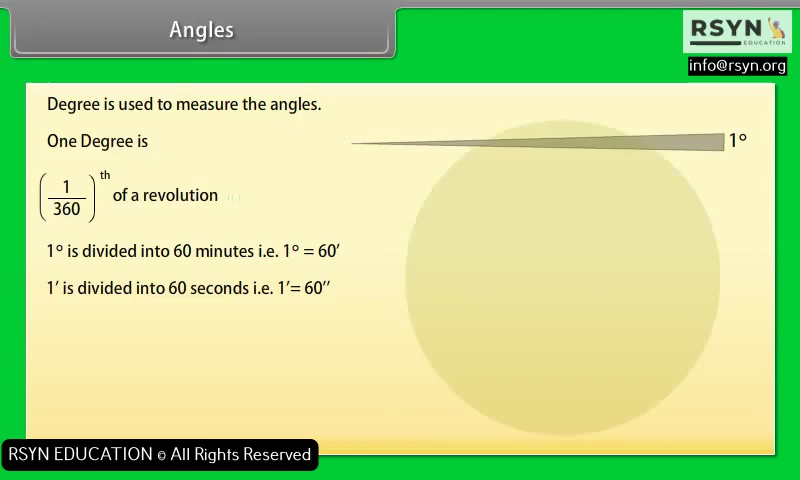 Angles
RSYN
EDUCATION
info@rsyn.org
Degree is used to measure the angles.
One Degree is
1°
(1/360)th of a revolution
1° is divided into 60 minutes i.e. 1° = 60′
1′ is divided into 60 seconds i.e. 1′= 60′′
RSYN EDUCATION © All Rights Reserved